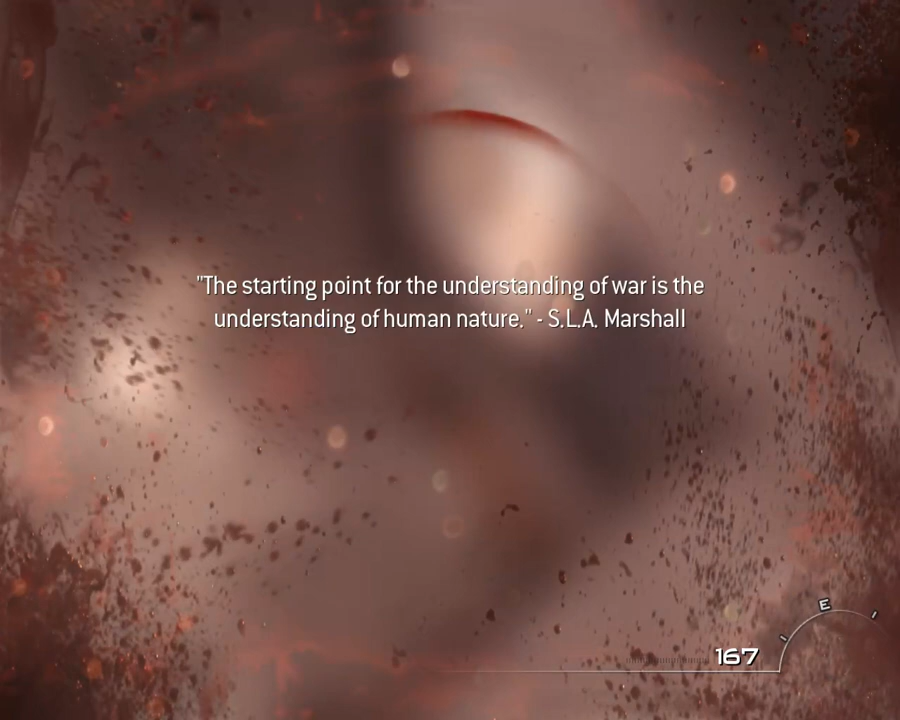 "The starting point for the understanding of war is the
understanding of human nature." - S.L.A. Marshall
E
167